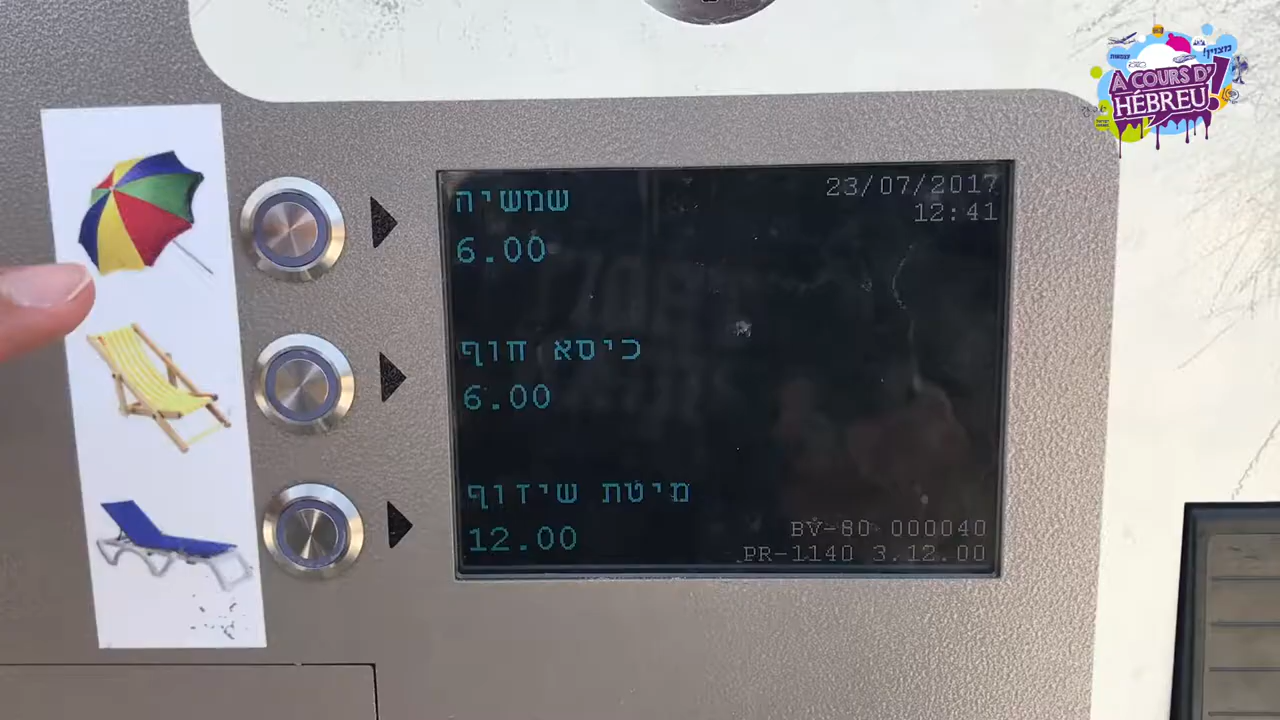 שמשיה
6.00
23/07/2017
12:41
כיסא חוף
6.00
מיטת שיזוף
12.00
BV-80 000040
PR-1140 3.12.00
מצוין!
A COURS D'
HÉBREU!